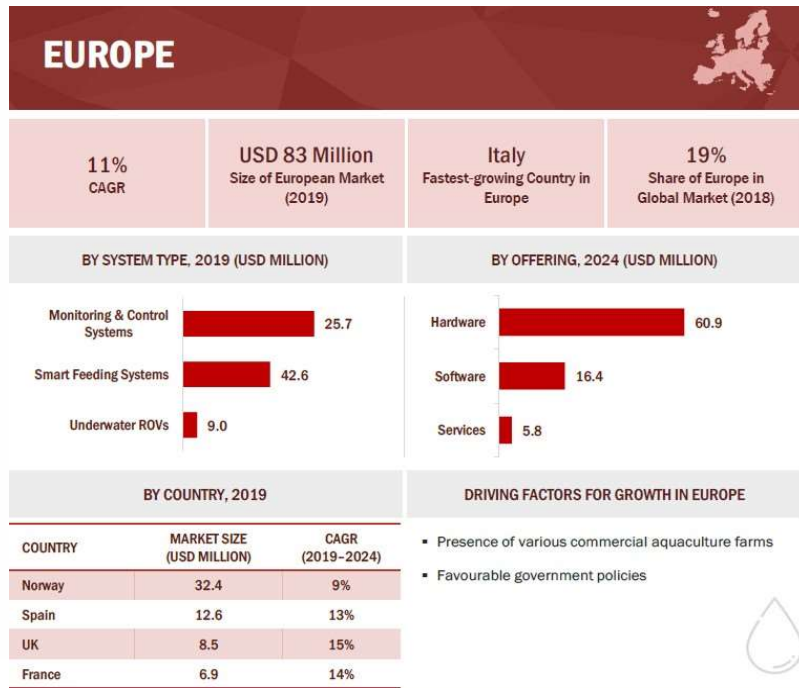 EUROPE
11%
CAGR
USD 83 Million
Size of European Market
(2019)
Italy
Fastest-growing Country in
Europe
19%
Share of Europe in
Global Market (2018)
BY SYSTEM TYPE, 2019 (USD MILLION)
Monitoring & Control
Systems
25.7
Smart Feeding Systems
42.6
Underwater ROVs
9.0
BY OFFERING, 2024 (USD MILLION)
Hardware
60.9
Software
16.4
Services
5.8
BY COUNTRY, 2019
COUNTRY
MARKET SIZE
(USD MILLION)
CAGR
(2019–2024)
Norway 32.4 9%
Spain 12.6 13%
UK 8.5 15%
France 6.9 14%
DRIVING FACTORS FOR GROWTH IN EUROPE
▪ Presence of various commercial aquaculture farms
▪ Favourable government policies